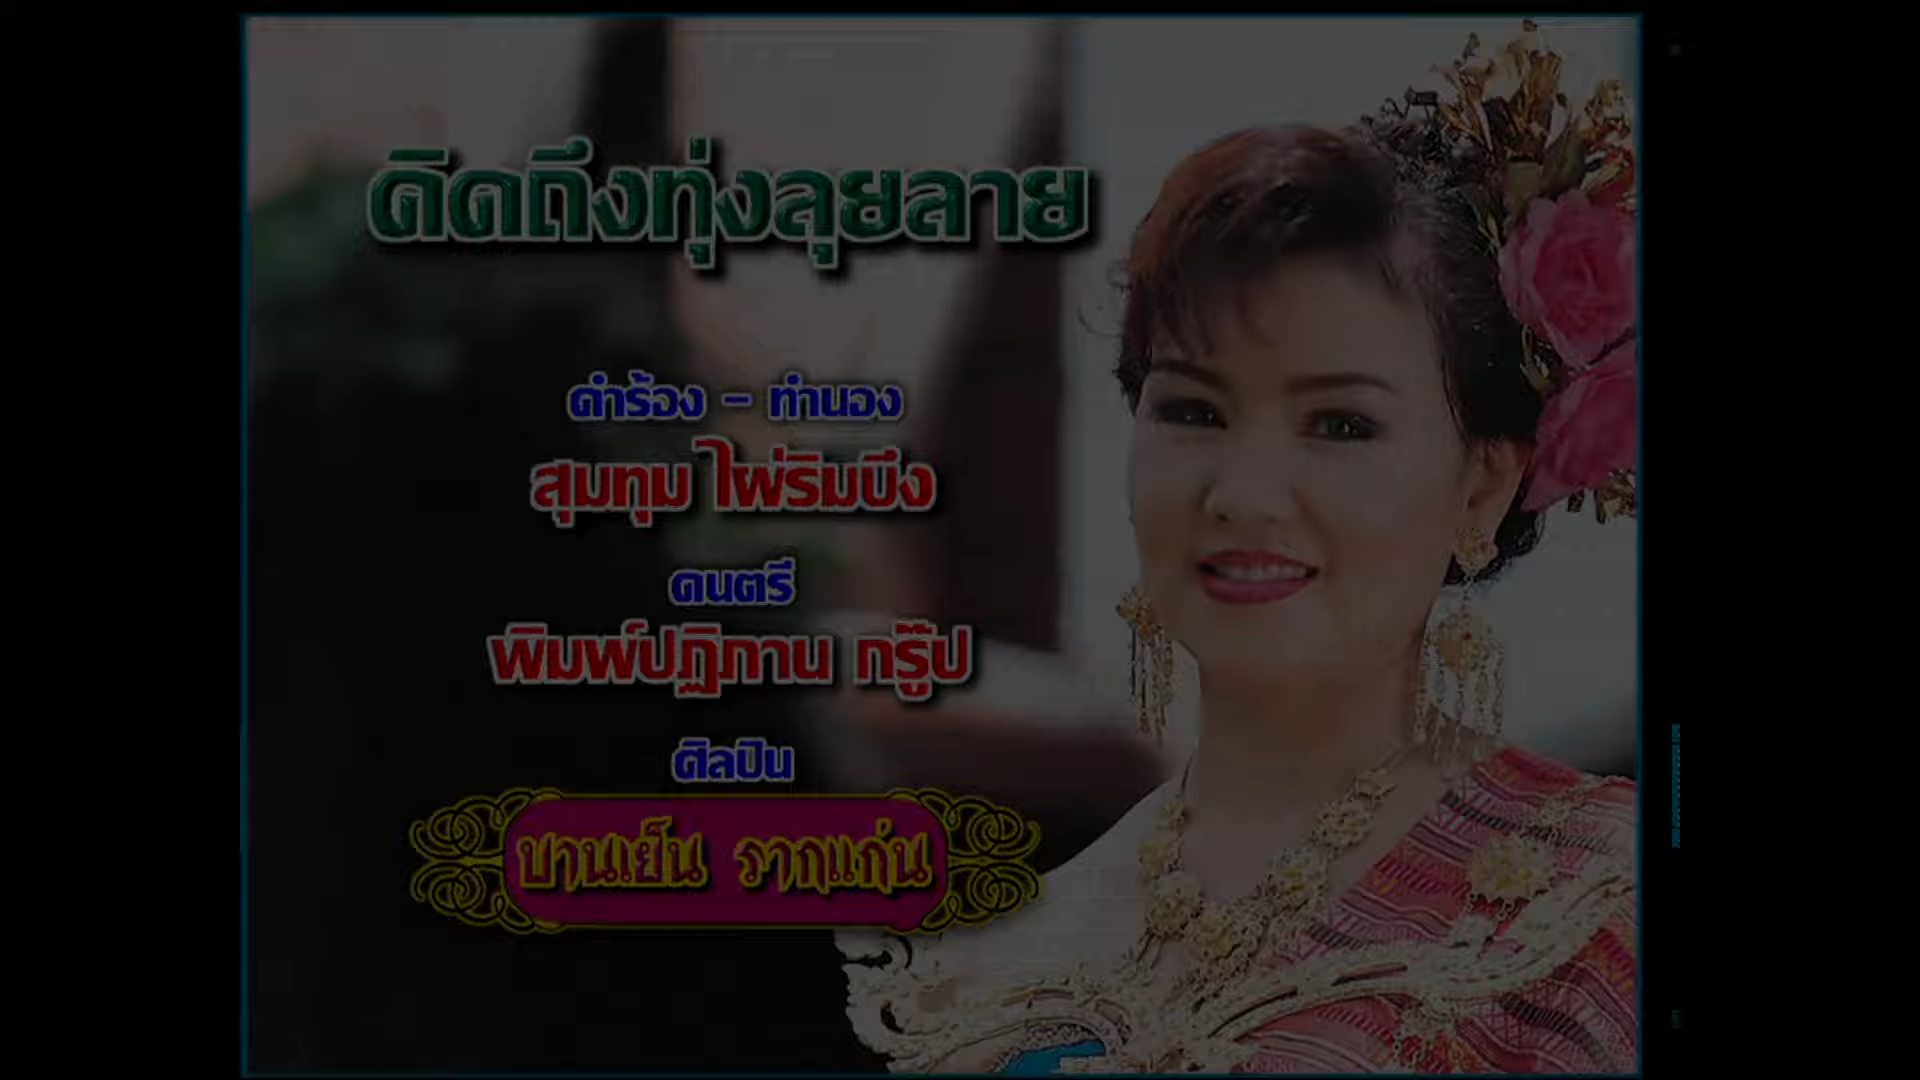 คิดถึงทุ่งลุยลาย
คำร้อง - ทำนอง
สุมทุม ไผ่ริมบึง
ดนตรี
พิมพ์ปฏิภาน กรุ๊ป
ศิลปิน
บานเย็น รากแก่น